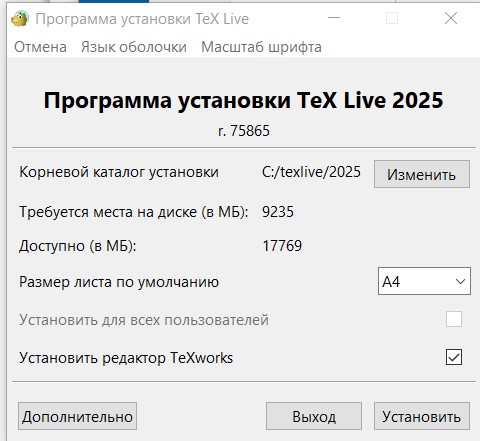 Программа установки TeX Live
Отмена Язык оболочки Масштаб шрифта
Программа установки TeX Live 2025
r. 75865
Корневой каталог установки C:/texlive/2025 Изменить
Требуется места на диске (в МБ): 9235
Доступно (в МБ): 17769
Размер листа по умолчанию A4
Установить для всех пользователей
Установить редактор TeXworks
Дополнительно Выход Установить